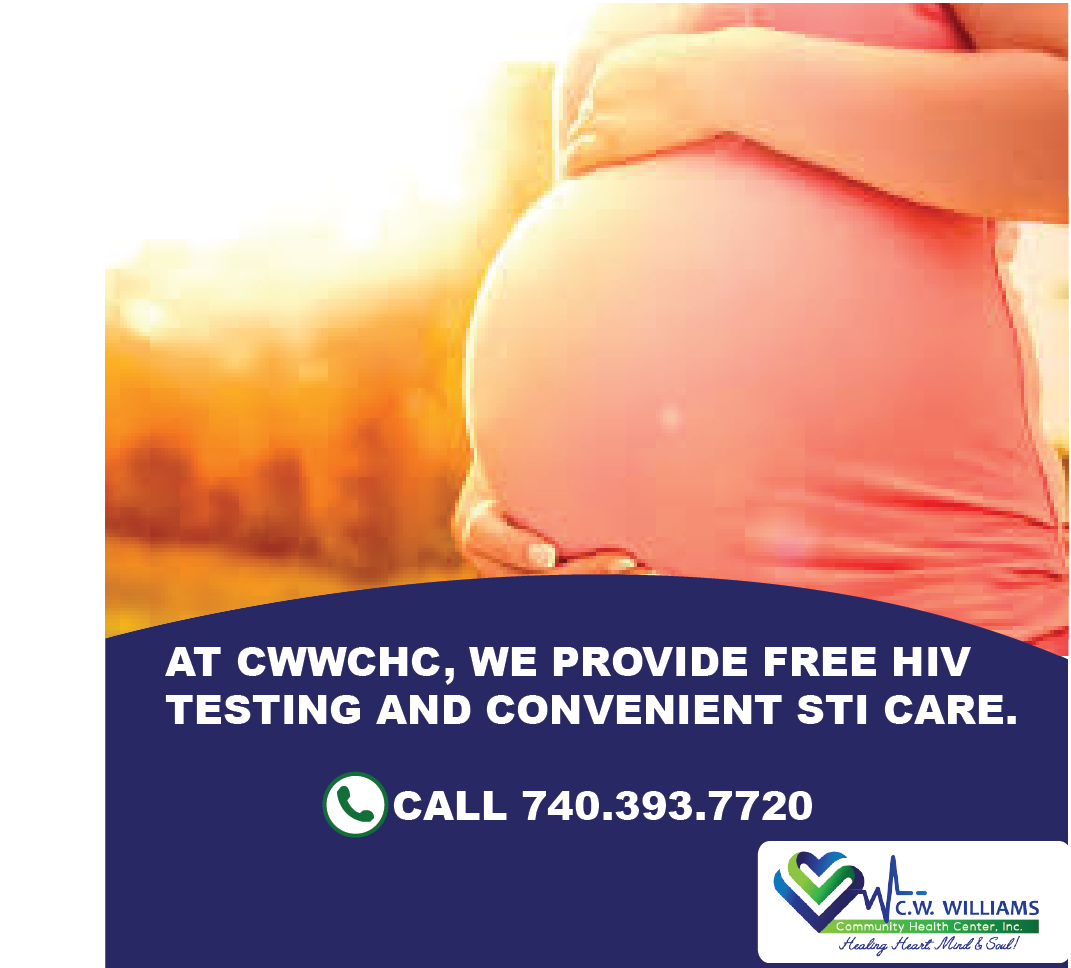 AT CWWCHC, WE PROVIDE FREE HIV
TESTING AND CONVENIENT STI CARE.
CALL 740.393.7720
C.W. WILLIAMS
Community Health Center, Inc.
Healing Heart, Mind & Soul!